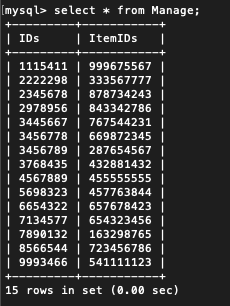 [mysql> select * from Manage;
+---------+-----------+
| IDs     | ItemIDs   |
+---------+-----------+
| 1115411 | 999675567 |
| 2222298 | 333567777 |
| 2345678 | 878734243 |
| 2978956 | 843342786 |
| 3445667 | 767544231 |
| 3456778 | 669872345 |
| 3456789 | 287654567 |
| 3768435 | 432881432 |
| 4567889 | 455555555 |
| 5698323 | 457763844 |
| 6654322 | 657678423 |
| 7134577 | 654323456 |
| 7890132 | 163298765 |
| 8566544 | 723456786 |
| 9993466 | 541111123 |
+---------+-----------+
15 rows in set (0.00 sec)